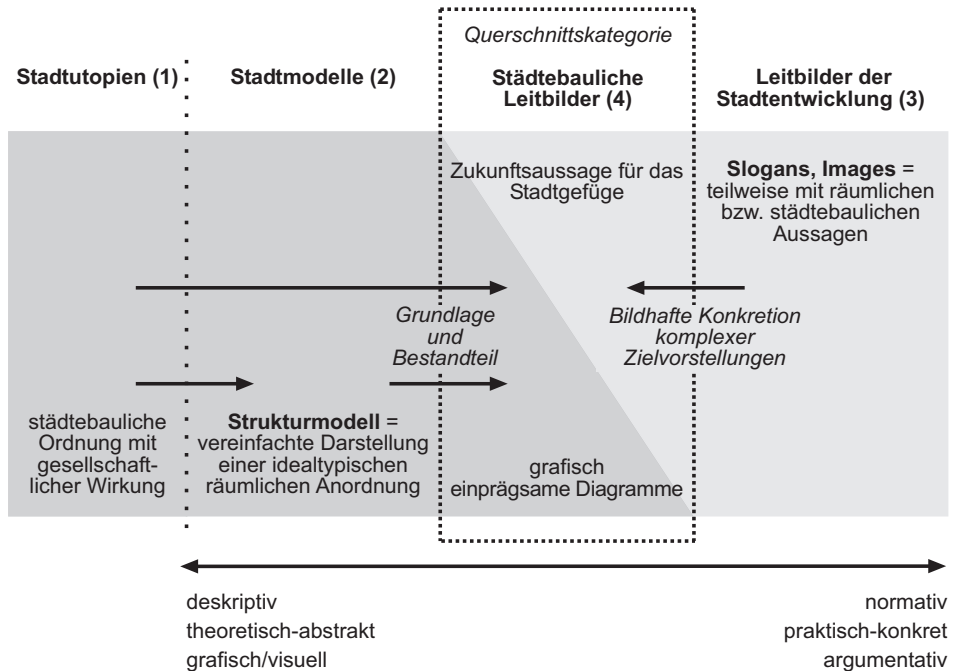 Querschnittskategorie
Stadtutopien (1)
Stadtmodelle (2)
Städtebauliche
Leitbilder (4)
Leitbilder der
Stadtentwicklung (3)
Zukunftsaussage für das
Stadtgefüge
Slogans, Images =
teilweise mit räumlichen
bzw. städtebaulichen
Aussagen
Grundlage
und
Bestandteil
Bildhafte Konkretion
komplexer
Zielvorstellungen
städtebauliche
Ordnung mit
gesellschaft-
licher Wirkung
Strukturmodell =
vereinfachte Darstellung
einer idealtypischen
räumlichen Anordnung
grafisch
einprägsame Diagramme
deskriptiv
theoretisch-abstrakt
grafisch/visuell
normativ
praktisch-konkret
argumentativ